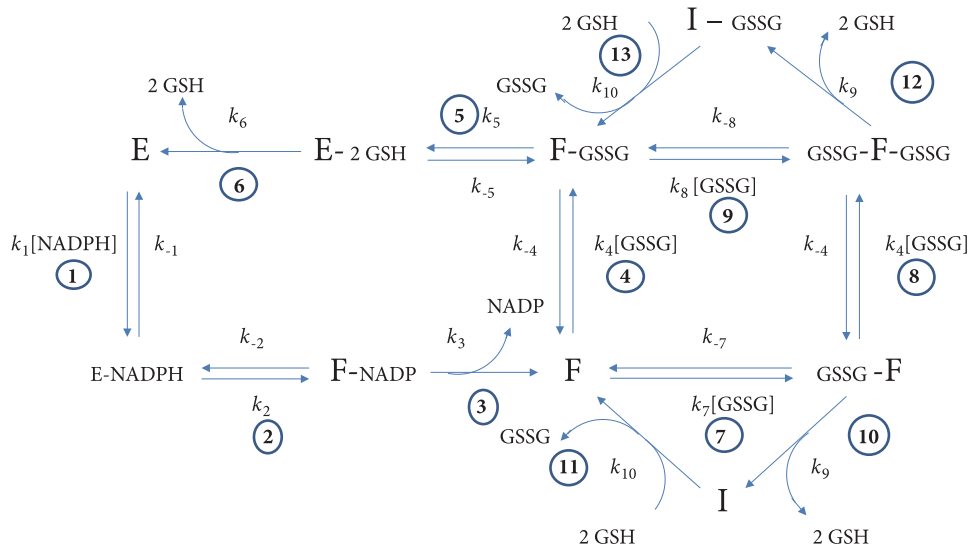 2 GSH
I – GSSG
2 GSH
13
12
2 GSH
GSSG
k10
k9
k6
5
k5
k-8
E
E- 2 GSH
F-GSSG
GSSG-F-GSSG
6
k-5
k8 [GSSG]
9
k1[NADPH]
k-1
k-4
k4[GSSG]
k-4
k4[GSSG]
1
4
8
NADP
k-2
k3
k-7
E-NADPH
F-NADP
F
GSSG -F
k2
k7[GSSG]
2
3
7
10
GSSG
11
k10
k9
I
2 GSH
2 GSH